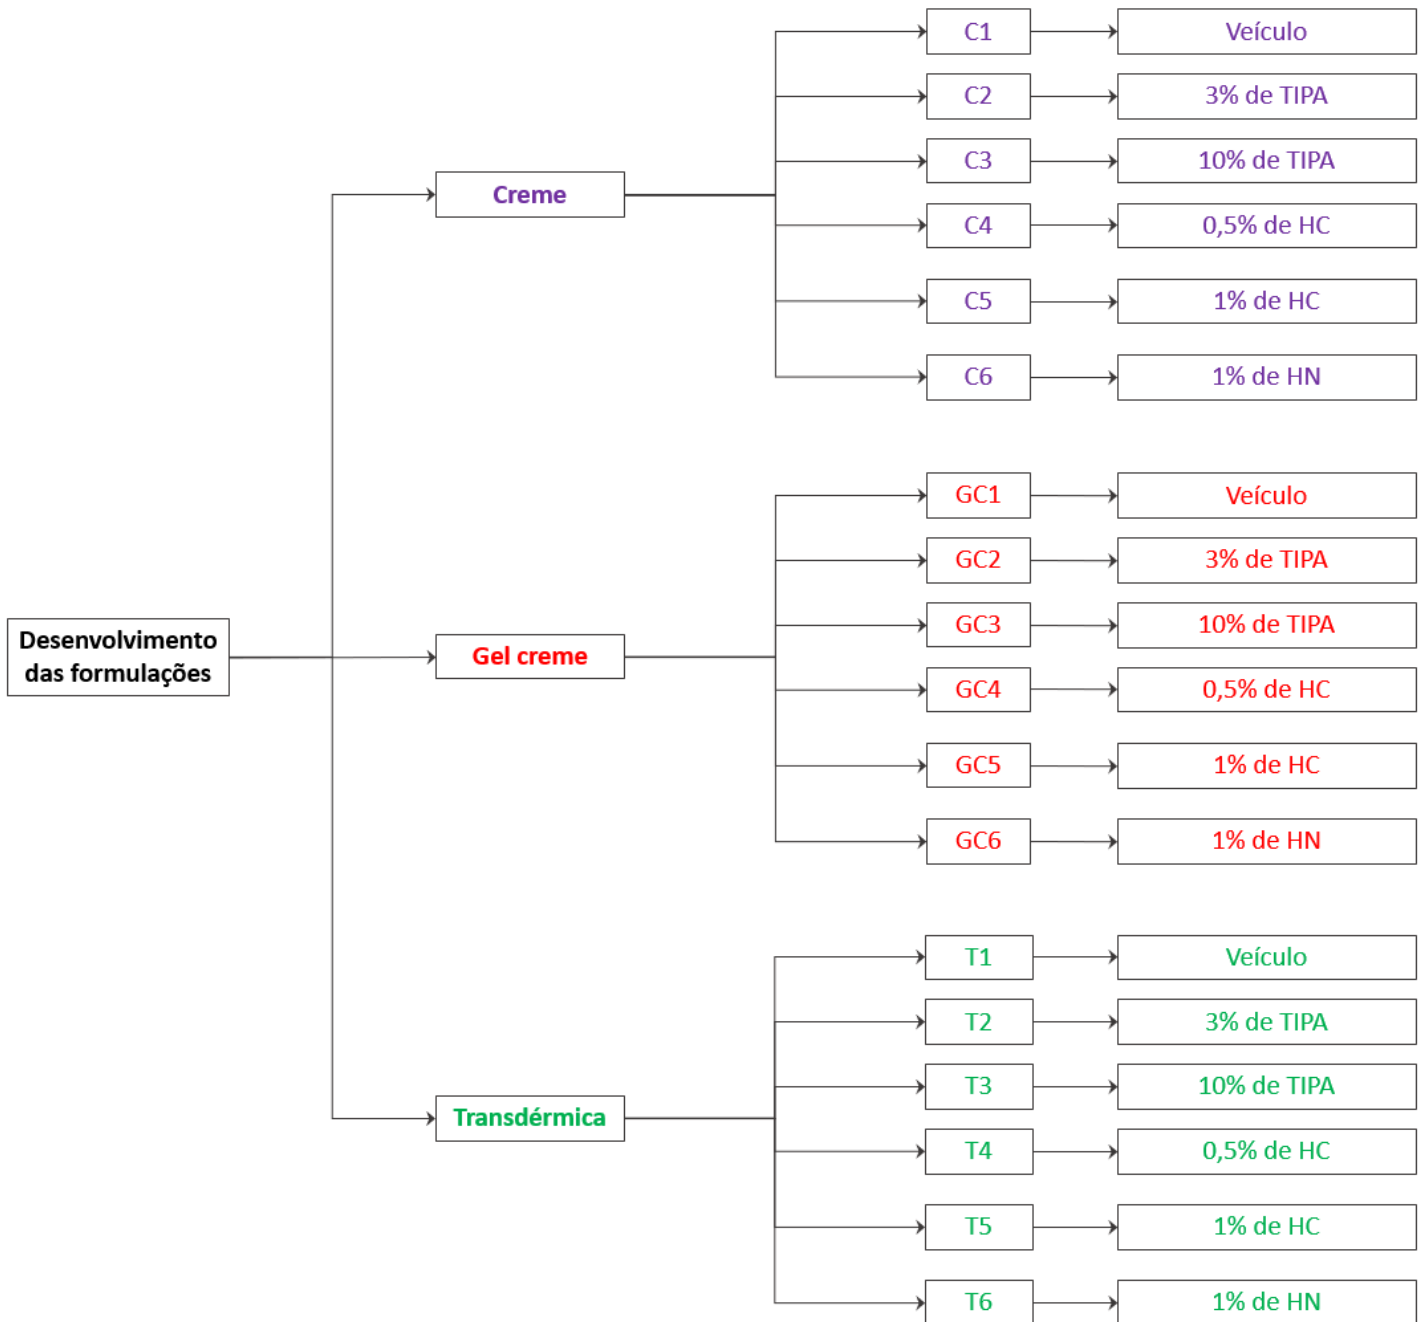 Desenvolvimento
das formulações
Creme
C1
Veículo
C2
3% de TIPA
C3
10% de TIPA
C4
0,5% de HC
C5
1% de HC
C6
1% de HN
Gel creme
GC1
Veículo
GC2
3% de TIPA
GC3
10% de TIPA
GC4
0,5% de HC
GC5
1% de HC
GC6
1% de HN
Transdérmica
T1
Veículo
T2
3% de TIPA
T3
10% de TIPA
T4
0,5% de HC
T5
1% de HC
T6
1% de HN